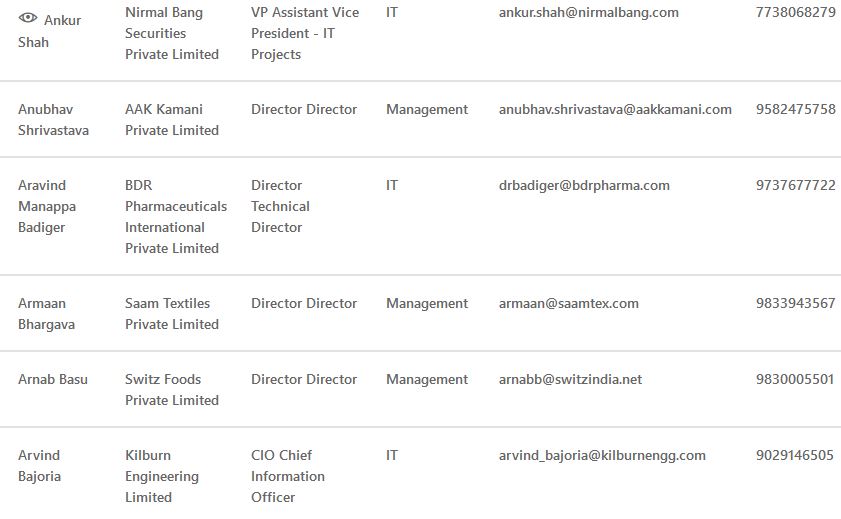 Ankur Shah Nirmal Bang Securities Private Limited VP Assistant Vice President - IT Projects IT ankur.shah@nirmalbang.com 7738068279
Anubhav Shrivastava AAK Kamani Private Limited Director Director Management anubhav.shrivastava@aakkamani.com 9582475758
Aravind Manappa Badiger BDR Pharmaceuticals International Private Limited Director Technical Director IT drbadiger@bdrpharma.com 9737677722
Armaan Bhargava Saam Textiles Private Limited Director Director Management armaan@saamtex.com 9833943567
Arnab Basu Switz Foods Private Limited Director Director Management arnabb@switzindia.net 9830005501
Arvind Bajoria Kilburn Engineering Limited CIO Chief Information Officer IT arvind_bajoria@kilburnengg.com 9029146505